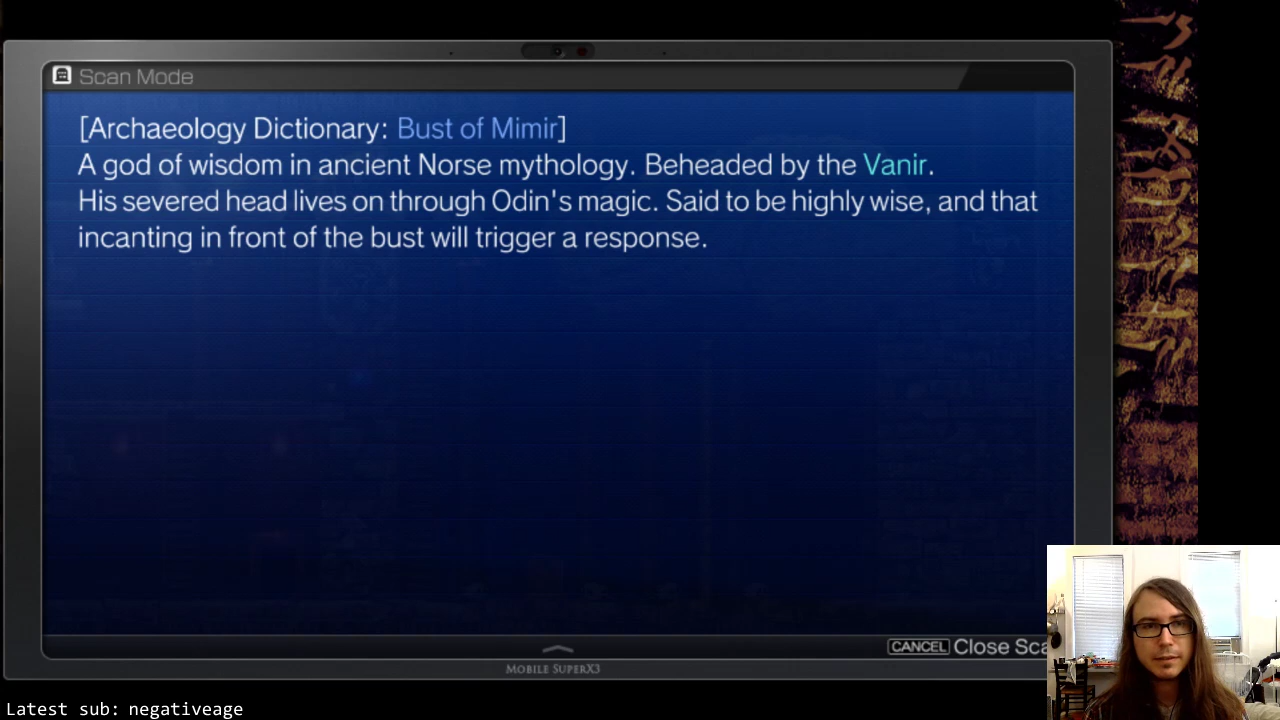 Scan Mode
[Archaeology Dictionary: Bust of Mimir]
A god of wisdom in ancient Norse mythology. Beheaded by the Vanir.
His severed head lives on through Odin's magic. Said to be highly wise, and that
incanting in front of the bust will trigger a response.
CANCEL Close Sca
MOBILE SUPERX3
Latest sub: negativeage